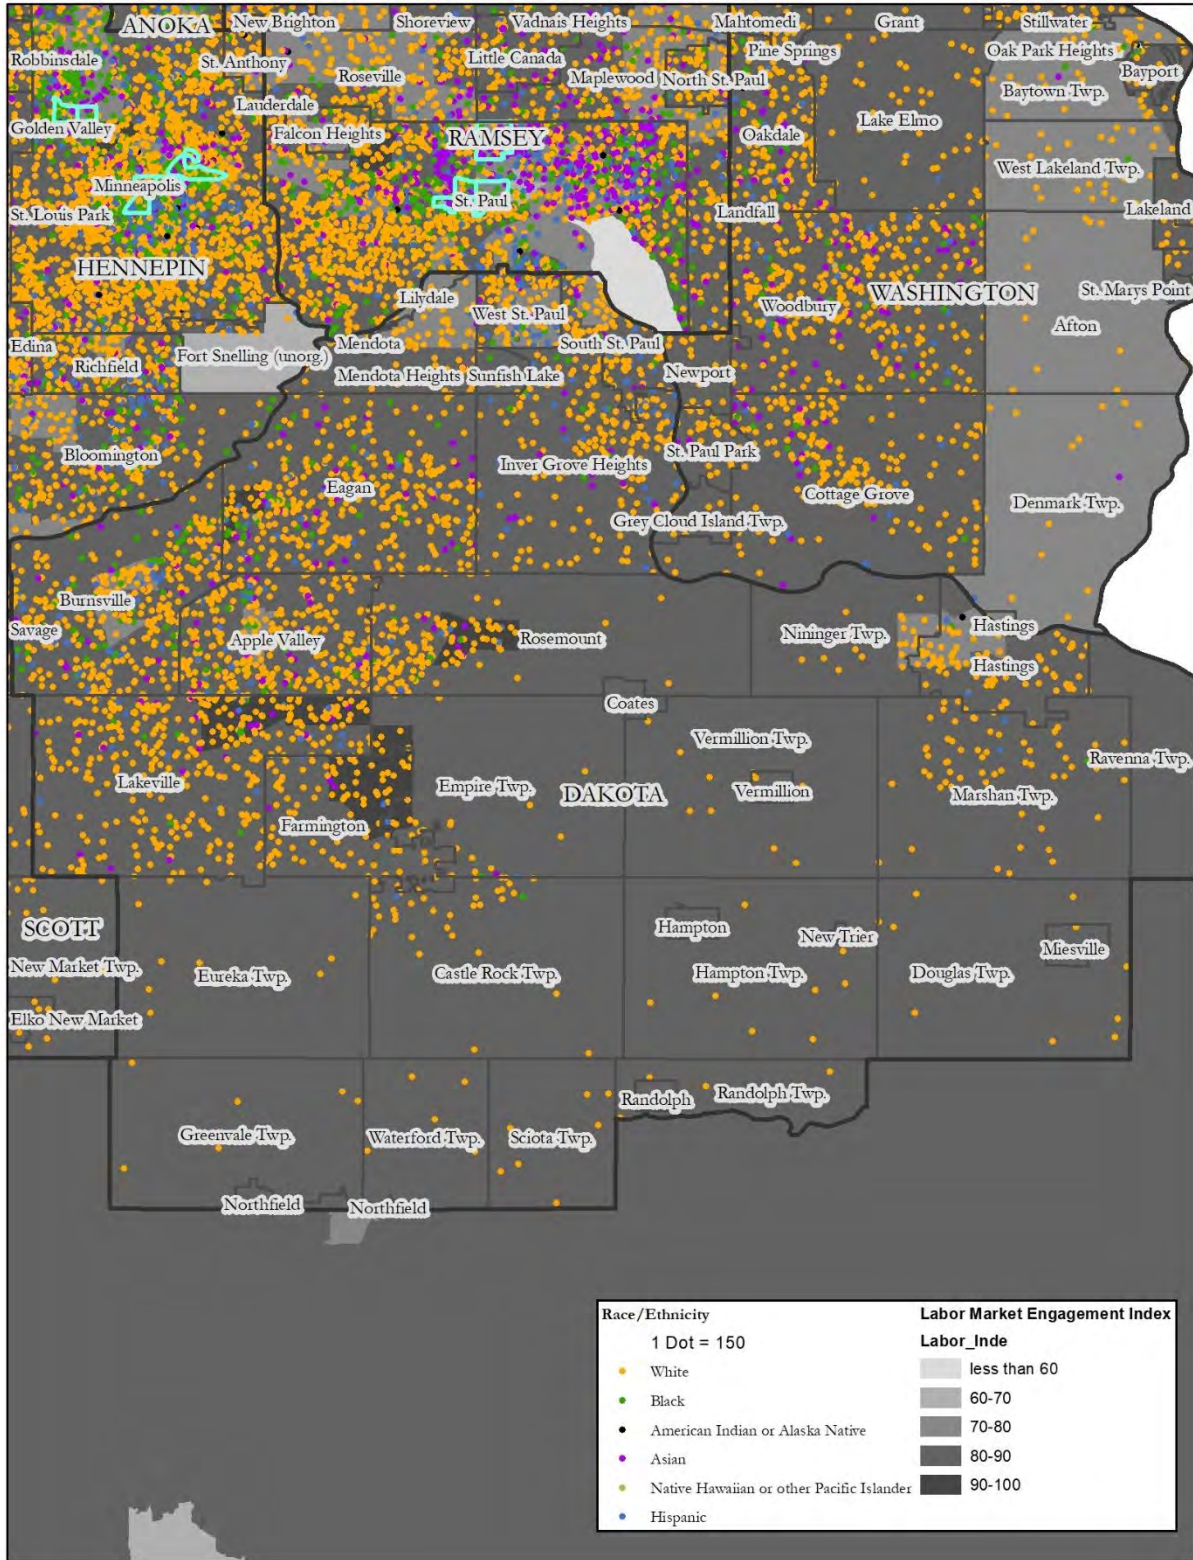 ANOKA
New Brighton
Shoreview
Vadnais Heights
Mahtomedi
Grant
Stillwater
Robbinsdale
St. Anthony
Little Canada
Pine Springs
Oak Park Heights
Roseville
Maplewood
North St. Paul
Bayport
Baytown Twp.
Lauderdale
Golden Valley
Falcon Heights
RAMSEY
Oakdale
Lake Elmo
West Lakeland Twp.
Minneapolis
St. Louis Park
St. Paul
Landfall
Lakeland
HENNEPIN
Lilydale
West St. Paul
Woodbury
WASHINGTON
St. Marys Point
Afton
Edina
Richfield
Fort Snelling (unorg.)
Mendota
South St. Paul
Mendota Heights
Sunfish Lake
Newport
Bloomington
Inver Grove Heights
St. Paul Park
Eagan
Cottage Grove
Denmark Twp.
Grey Cloud Island Twp.
Burnsville
Savage
Apple Valley
Rosemount
Nininger Twp.
Hastings
Hastings
Coates
Vermillion Twp.
Ravenna Twp.
Lakeville
Empire Twp.
DAKOTA
Vermillion
Marshan Twp.
Farmington
SCOTT
Hampton
New Trier
Miesville
New Market Twp.
Eureka Twp.
Castle Rock Twp.
Hampton Twp.
Douglas Twp.
Elko New Market
Randolph
Randolph Twp.
Greenvale Twp.
Waterford Twp.
Sciota Twp.
Northfield
Northfield
Race/Ethnicity
1 Dot = 150
White
Black
American Indian or Alaska Native
Asian
Native Hawaiian or other Pacific Islander
Hispanic
Labor Market Engagement Index
Labor_Inde
less than 60
60-70
70-80
80-90
90-100